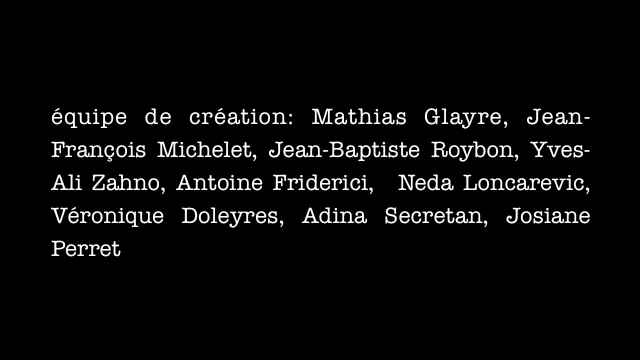 équipe de création: Mathias Glayre, Jean-
François Michelet, Jean-Baptiste Roybon, Yves-
Ali Zahno, Antoine Friderici, Neda Loncarevic,
Véronique Doleyres, Adina Secretan, Josiane
Perret